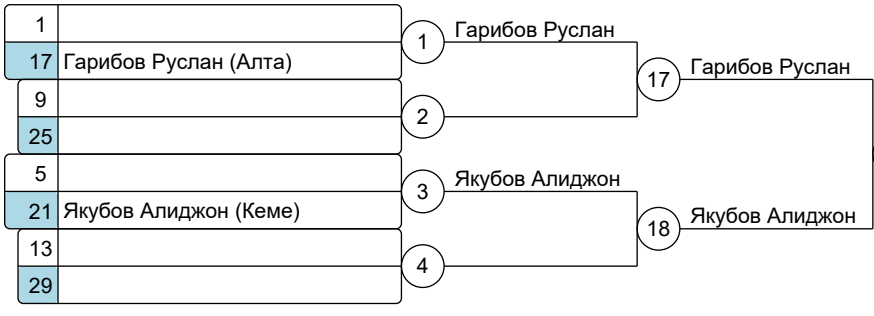 1
17 Гарибов Руслан (Алта)
9
25
5
21 Якубов Алиджон (Кеме)
13
29
1 Гарибов Руслан
2
3 Якубов Алиджон
4
17 Гарибов Руслан
18 Якубов Алиджон